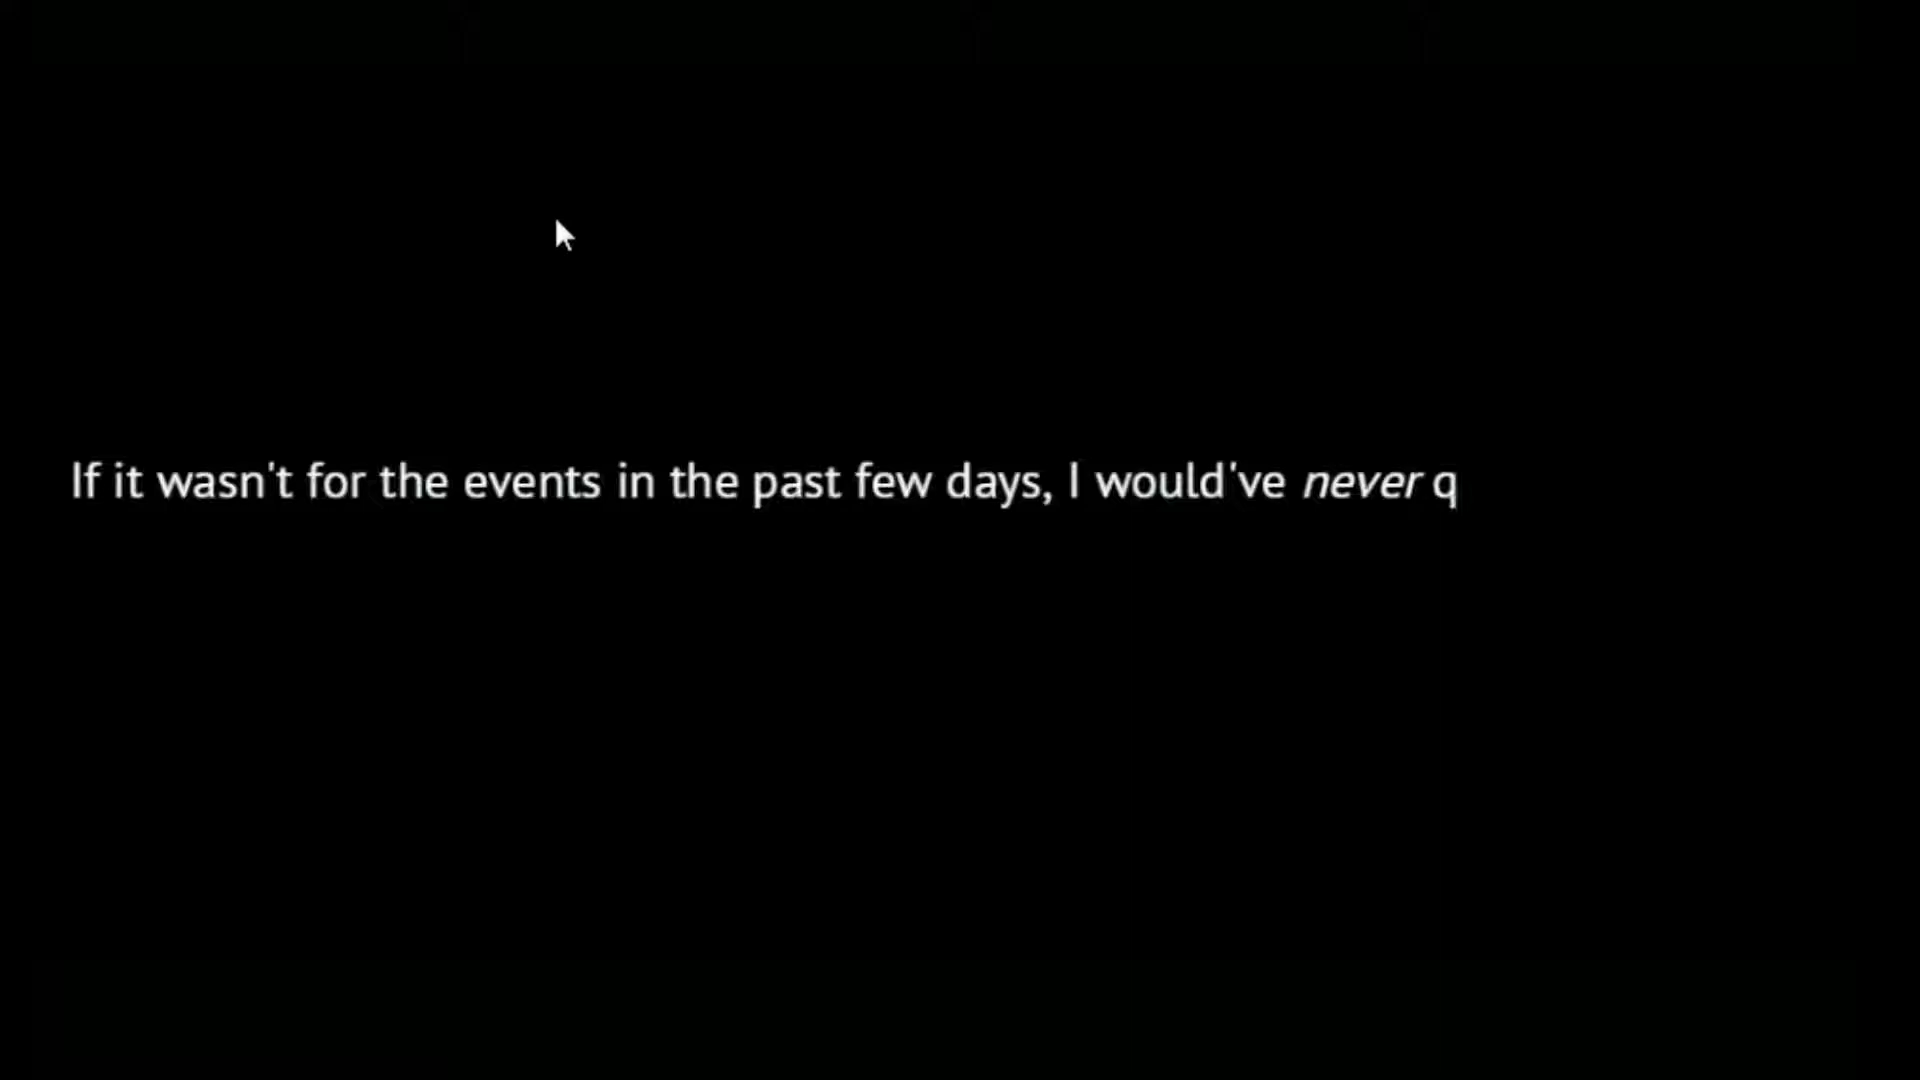 If it wasn't for the events in the past few days, I would've never q